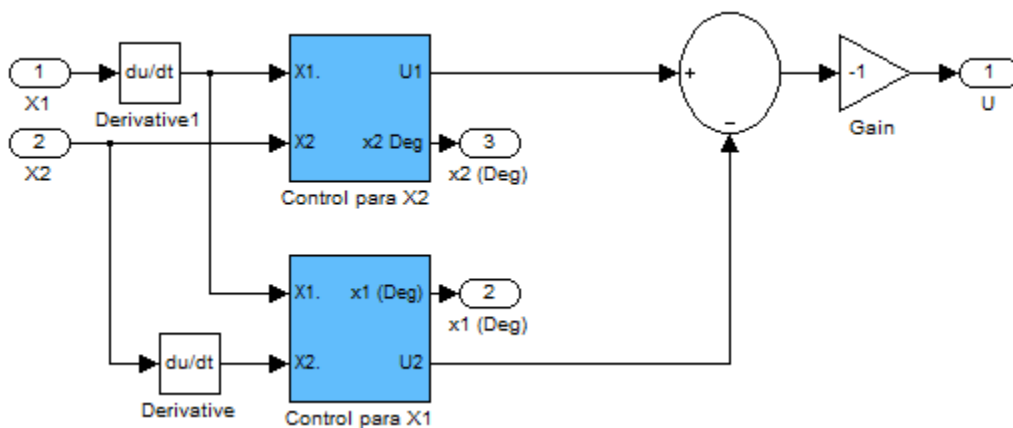 1
X1
du/dt
Derivative1
2
X2
X1.
U1
X2
x2 Deg
Control para X2
3
x2 (Deg)
+
−
-1
Gain
1
U
X1.
x1 (Deg)
X2.
U2
Control para X1
2
x1 (Deg)
du/dt
Derivative